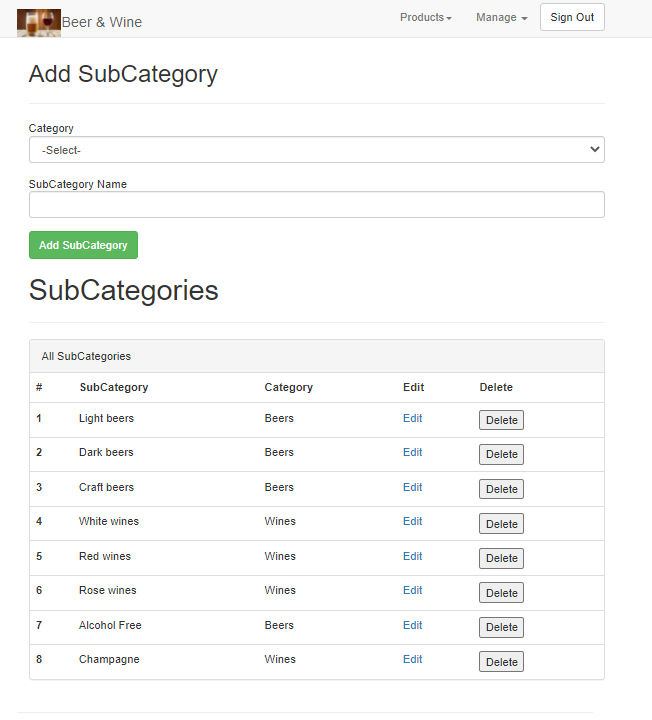 Beer & Wine Products Manage Sign Out
Add SubCategory
Category
-Select-
SubCategory Name
Add SubCategory
SubCategories
All SubCategories
# SubCategory Category Edit Delete
1 Light beers Beers Edit Delete
2 Dark beers Beers Edit Delete
3 Craft beers Beers Edit Delete
4 White wines Wines Edit Delete
5 Red wines Wines Edit Delete
6 Rose wines Wines Edit Delete
7 Alcohol Free Beers Edit Delete
8 Champagne Wines Edit Delete